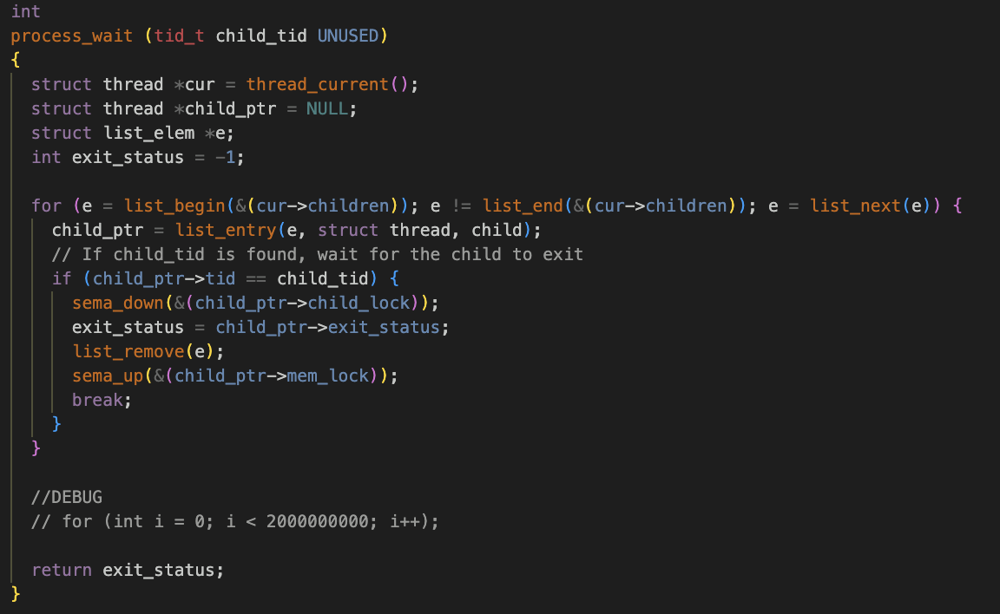 int
process_wait (tid_t child_tid UNUSED)
{
  struct thread *cur = thread_current();
  struct thread *child_ptr = NULL;
  struct list_elem *e;
  int exit_status = -1;

  for (e = list_begin(&(cur->children)); e != list_end(&(cur->children)); e = list_next(e)) {
    child_ptr = list_entry(e, struct thread, child);
    // If child_tid is found, wait for the child to exit
    if (child_ptr->tid == child_tid) {
      sema_down(&(child_ptr->child_lock));
      exit_status = child_ptr->exit_status;
      list_remove(e);
      sema_up(&(child_ptr->mem_lock));
      break;
    }
  }

  //DEBUG
  // for (int i = 0; i < 2000000000; i++);

  return exit_status;
}